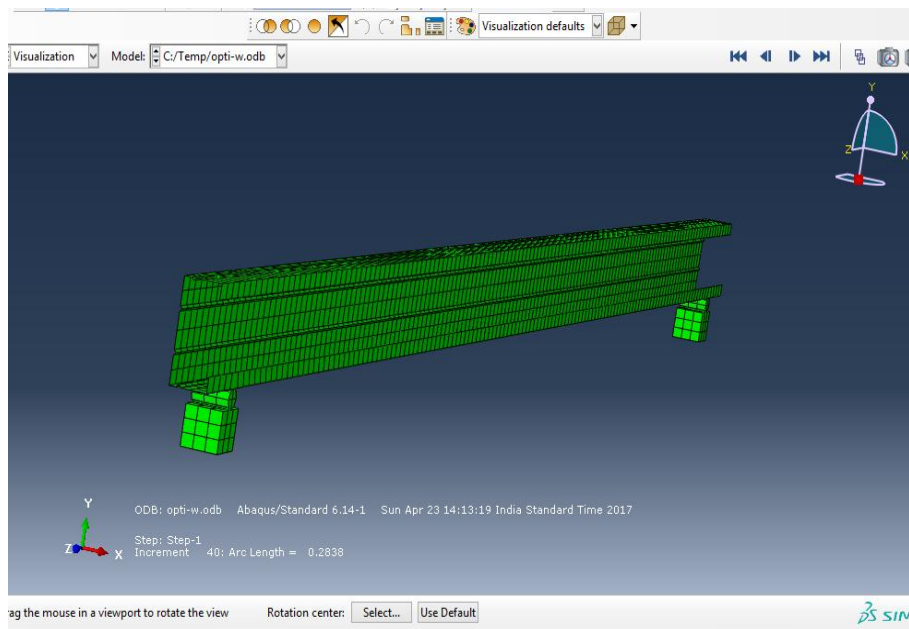 Visualization defaults
Visualization Model: C:/Temp/opti-w.odb
Y
Z X
Y
Z X
ODB: opti-w.odb Abaqus/Standard 6.14-1 Sun Apr 23 14:13:19 India Standard Time 2017
Step: Step-1
Increment 40: Arc Length = 0.2838
rag the mouse in a viewport to rotate the view Rotation center: Select... Use Default
SIM